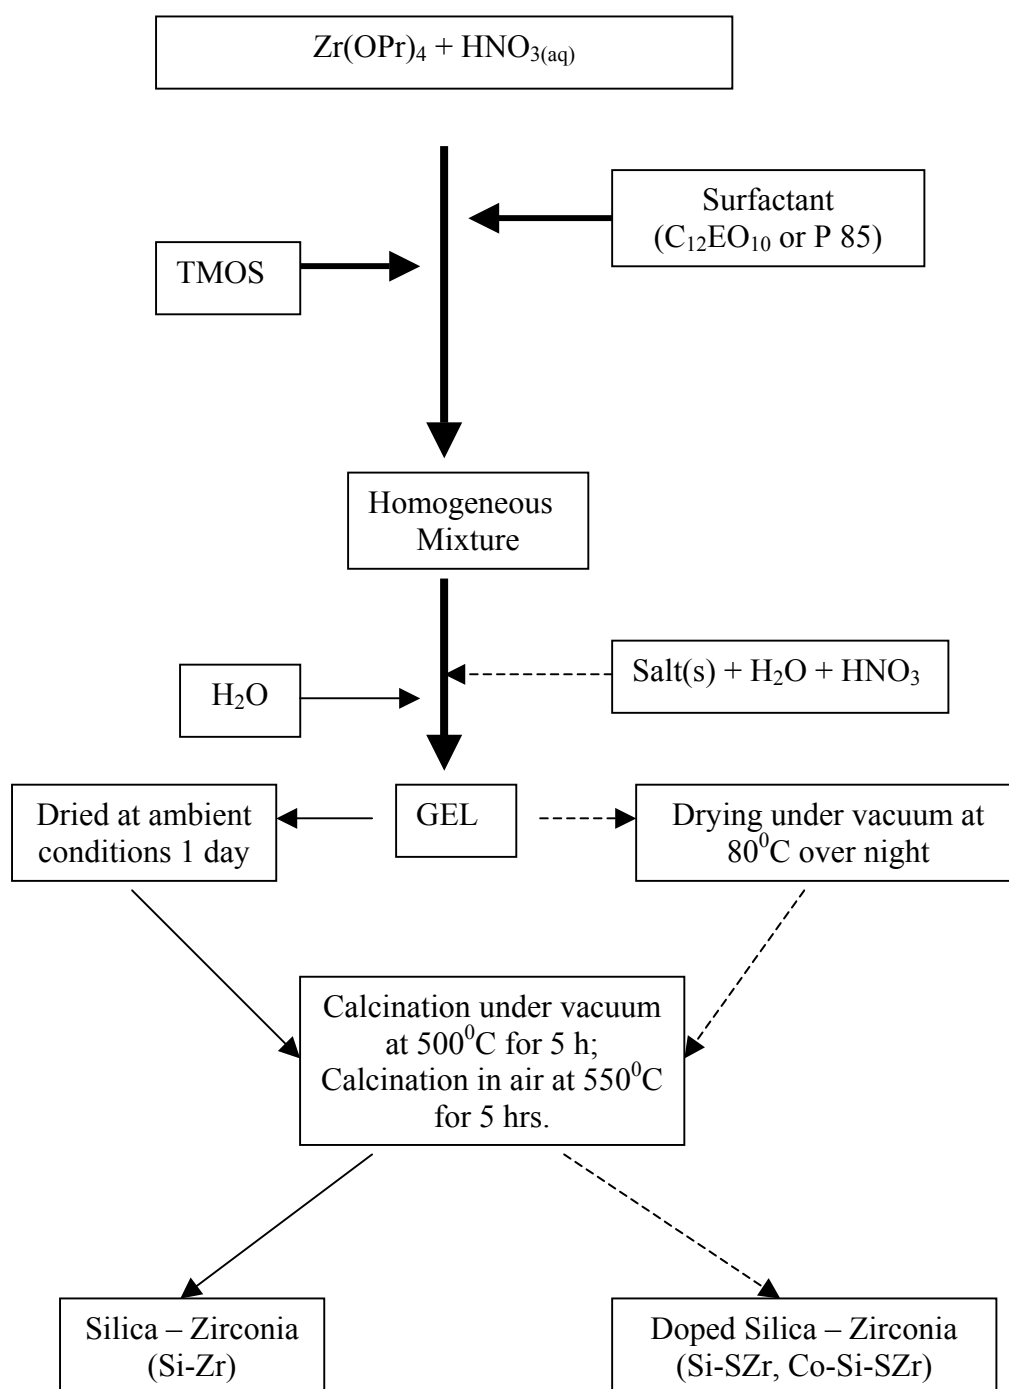 Zr(OPr)₄ + HNO₃₍ₐq₎
Surfactant
(C₁₂EO₁₀ or P 85)
TMOS
Homogeneous
Mixture
Salt(s) + H₂O + HNO₃
H₂O
Dried at ambient
conditions 1 day
GEL
Drying under vacuum at
80⁰C over night
Calcination under vacuum
at 500⁰C for 5 h;
Calcination in air at 550⁰C
for 5 hrs.
Silica – Zirconia
(Si-Zr)
Doped Silica – Zirconia
(Si-SZr, Co-Si-SZr)